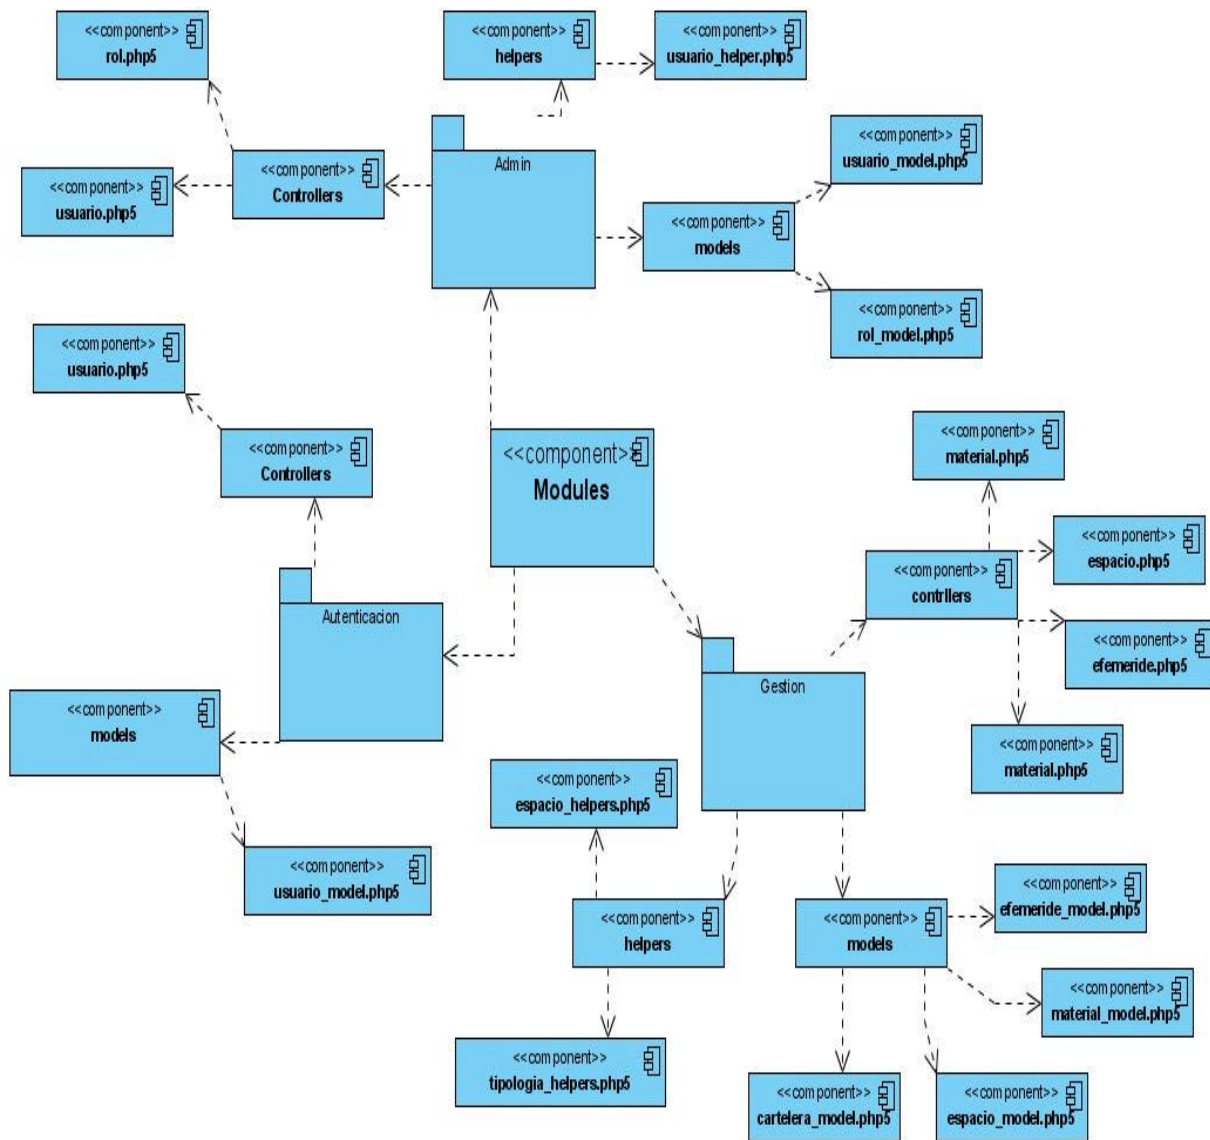 <<component>>
rol.php5
<<component>>
helpers
<<component>>
usuario_helper.php5
<<component>>
usuario_model.php5
Admin
<<component>>
Controllers
<<component>>
usuario.php5
<<component>>
models
<<component>>
rol_model.php5
<<component>>
usuario.php5
<<component>>
Controllers
<<component>>
Modules
<<component>>
material.php5
<<component>>
espacio.php5
<<component>>
contrllers
<<component>>
efemeride.php5
Autenticacion
Gestion
<<component>>
models
<<component>>
material.php5
<<component>>
espacio_helpers.php5
<<component>>
usuario_model.php5
<<component>>
efemeride_model.php5
<<component>>
helpers
<<component>>
models
<<component>>
material_model.php5
<<component>>
tipologia_helpers.php5
<<component>>
cartelera_model.php5
<<component>>
espacio_model.php5